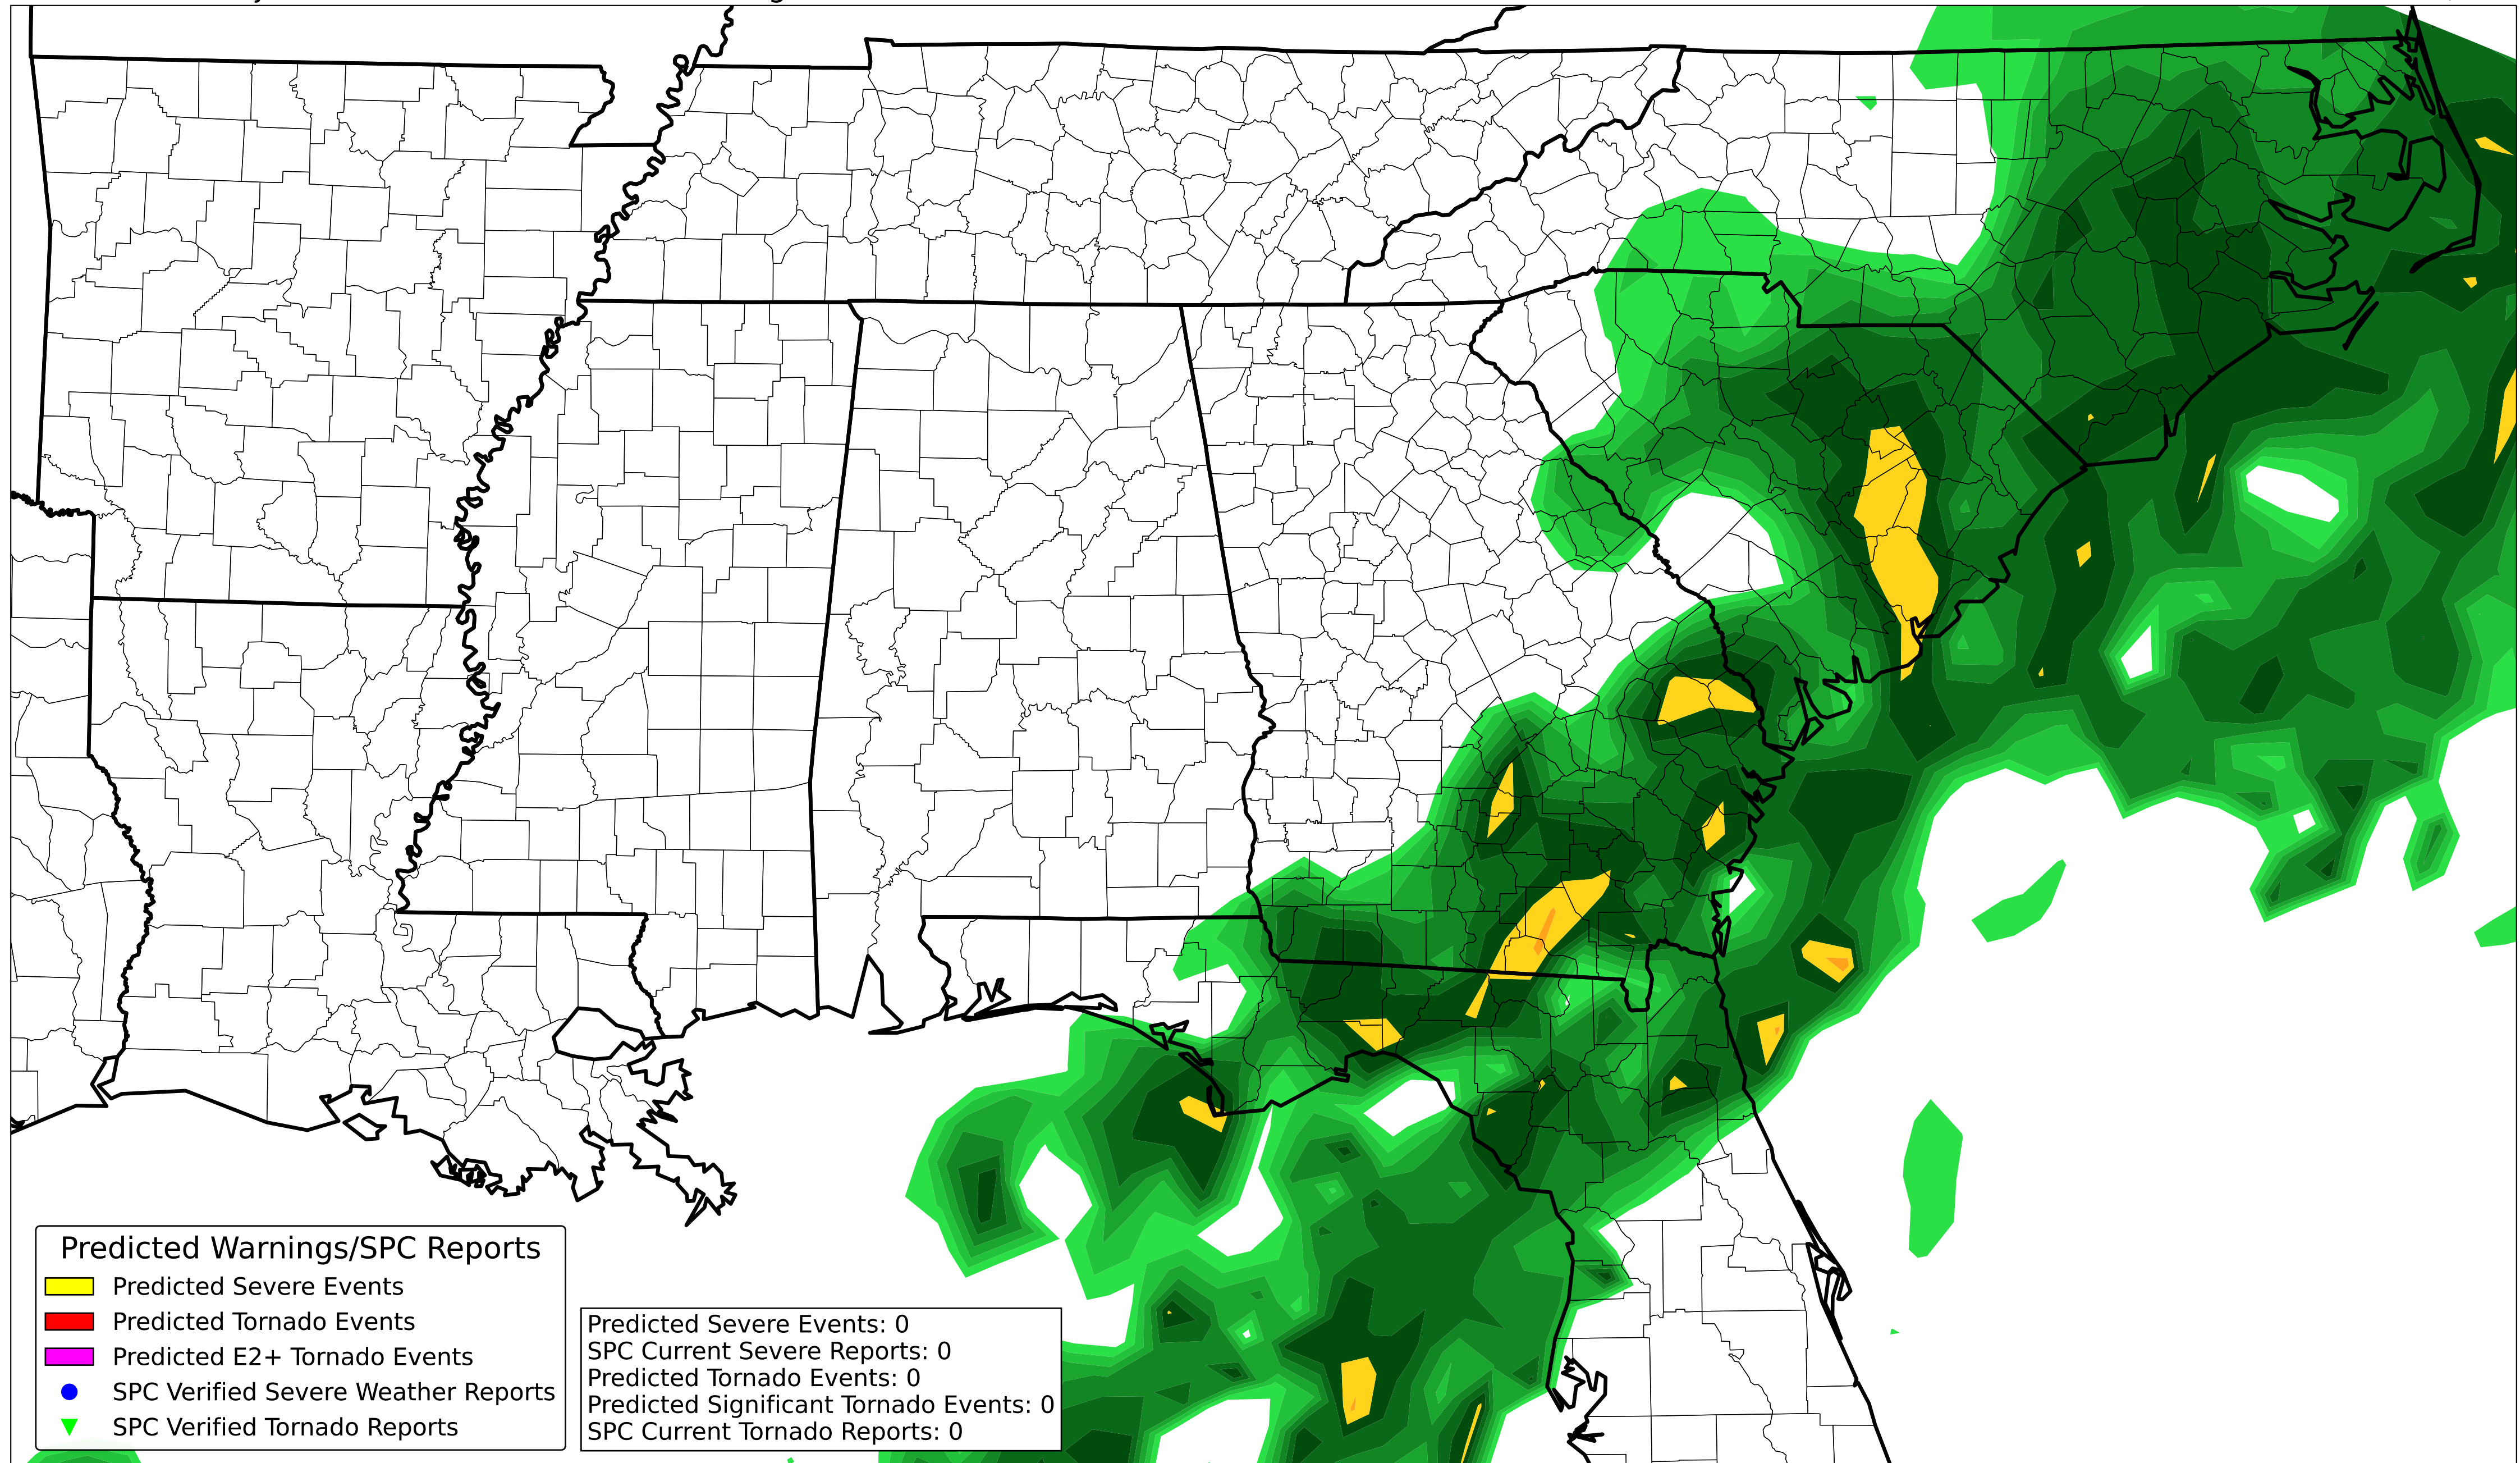 Predicted Warnings/SPC Reports
Predicted Severe Events
Predicted Tornado Events
Predicted E2+ Tornado Events
SPC Verified Severe Weather Reports
SPC Verified Tornado Reports
Predicted Severe Events: 0
SPC Current Severe Reports: 0
Predicted Tornado Events: 0
Predicted Significant Tornado Events: 0
SPC Current Tornado Reports: 0